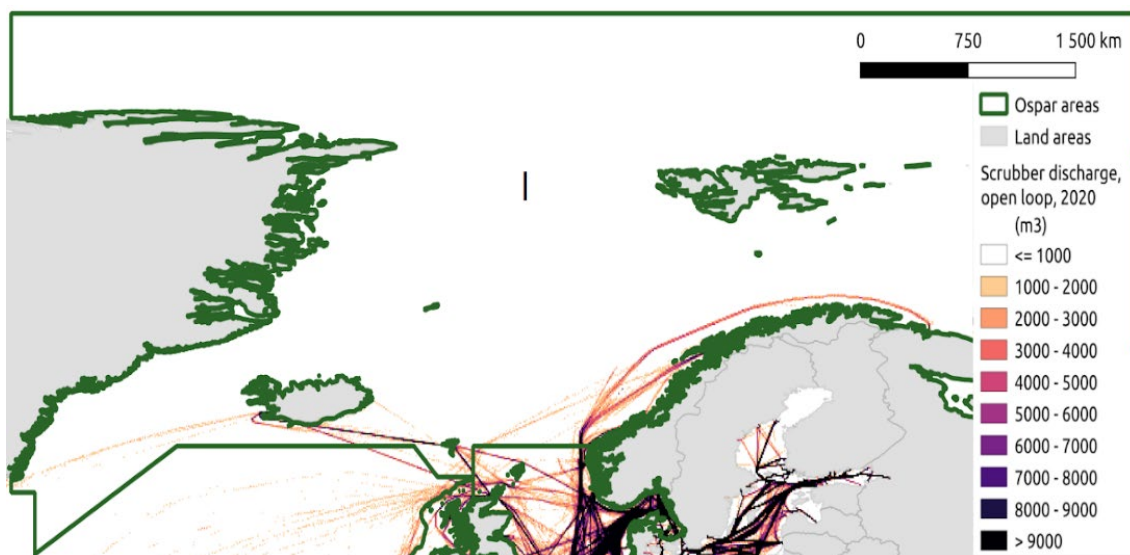 0 750 1 500 km
Ospar areas
Land areas
Scrubber discharge,
open loop, 2020
(m3)
<= 1000
1000 - 2000
2000 - 3000
3000 - 4000
4000 - 5000
5000 - 6000
6000 - 7000
7000 - 8000
8000 - 9000
> 9000
I